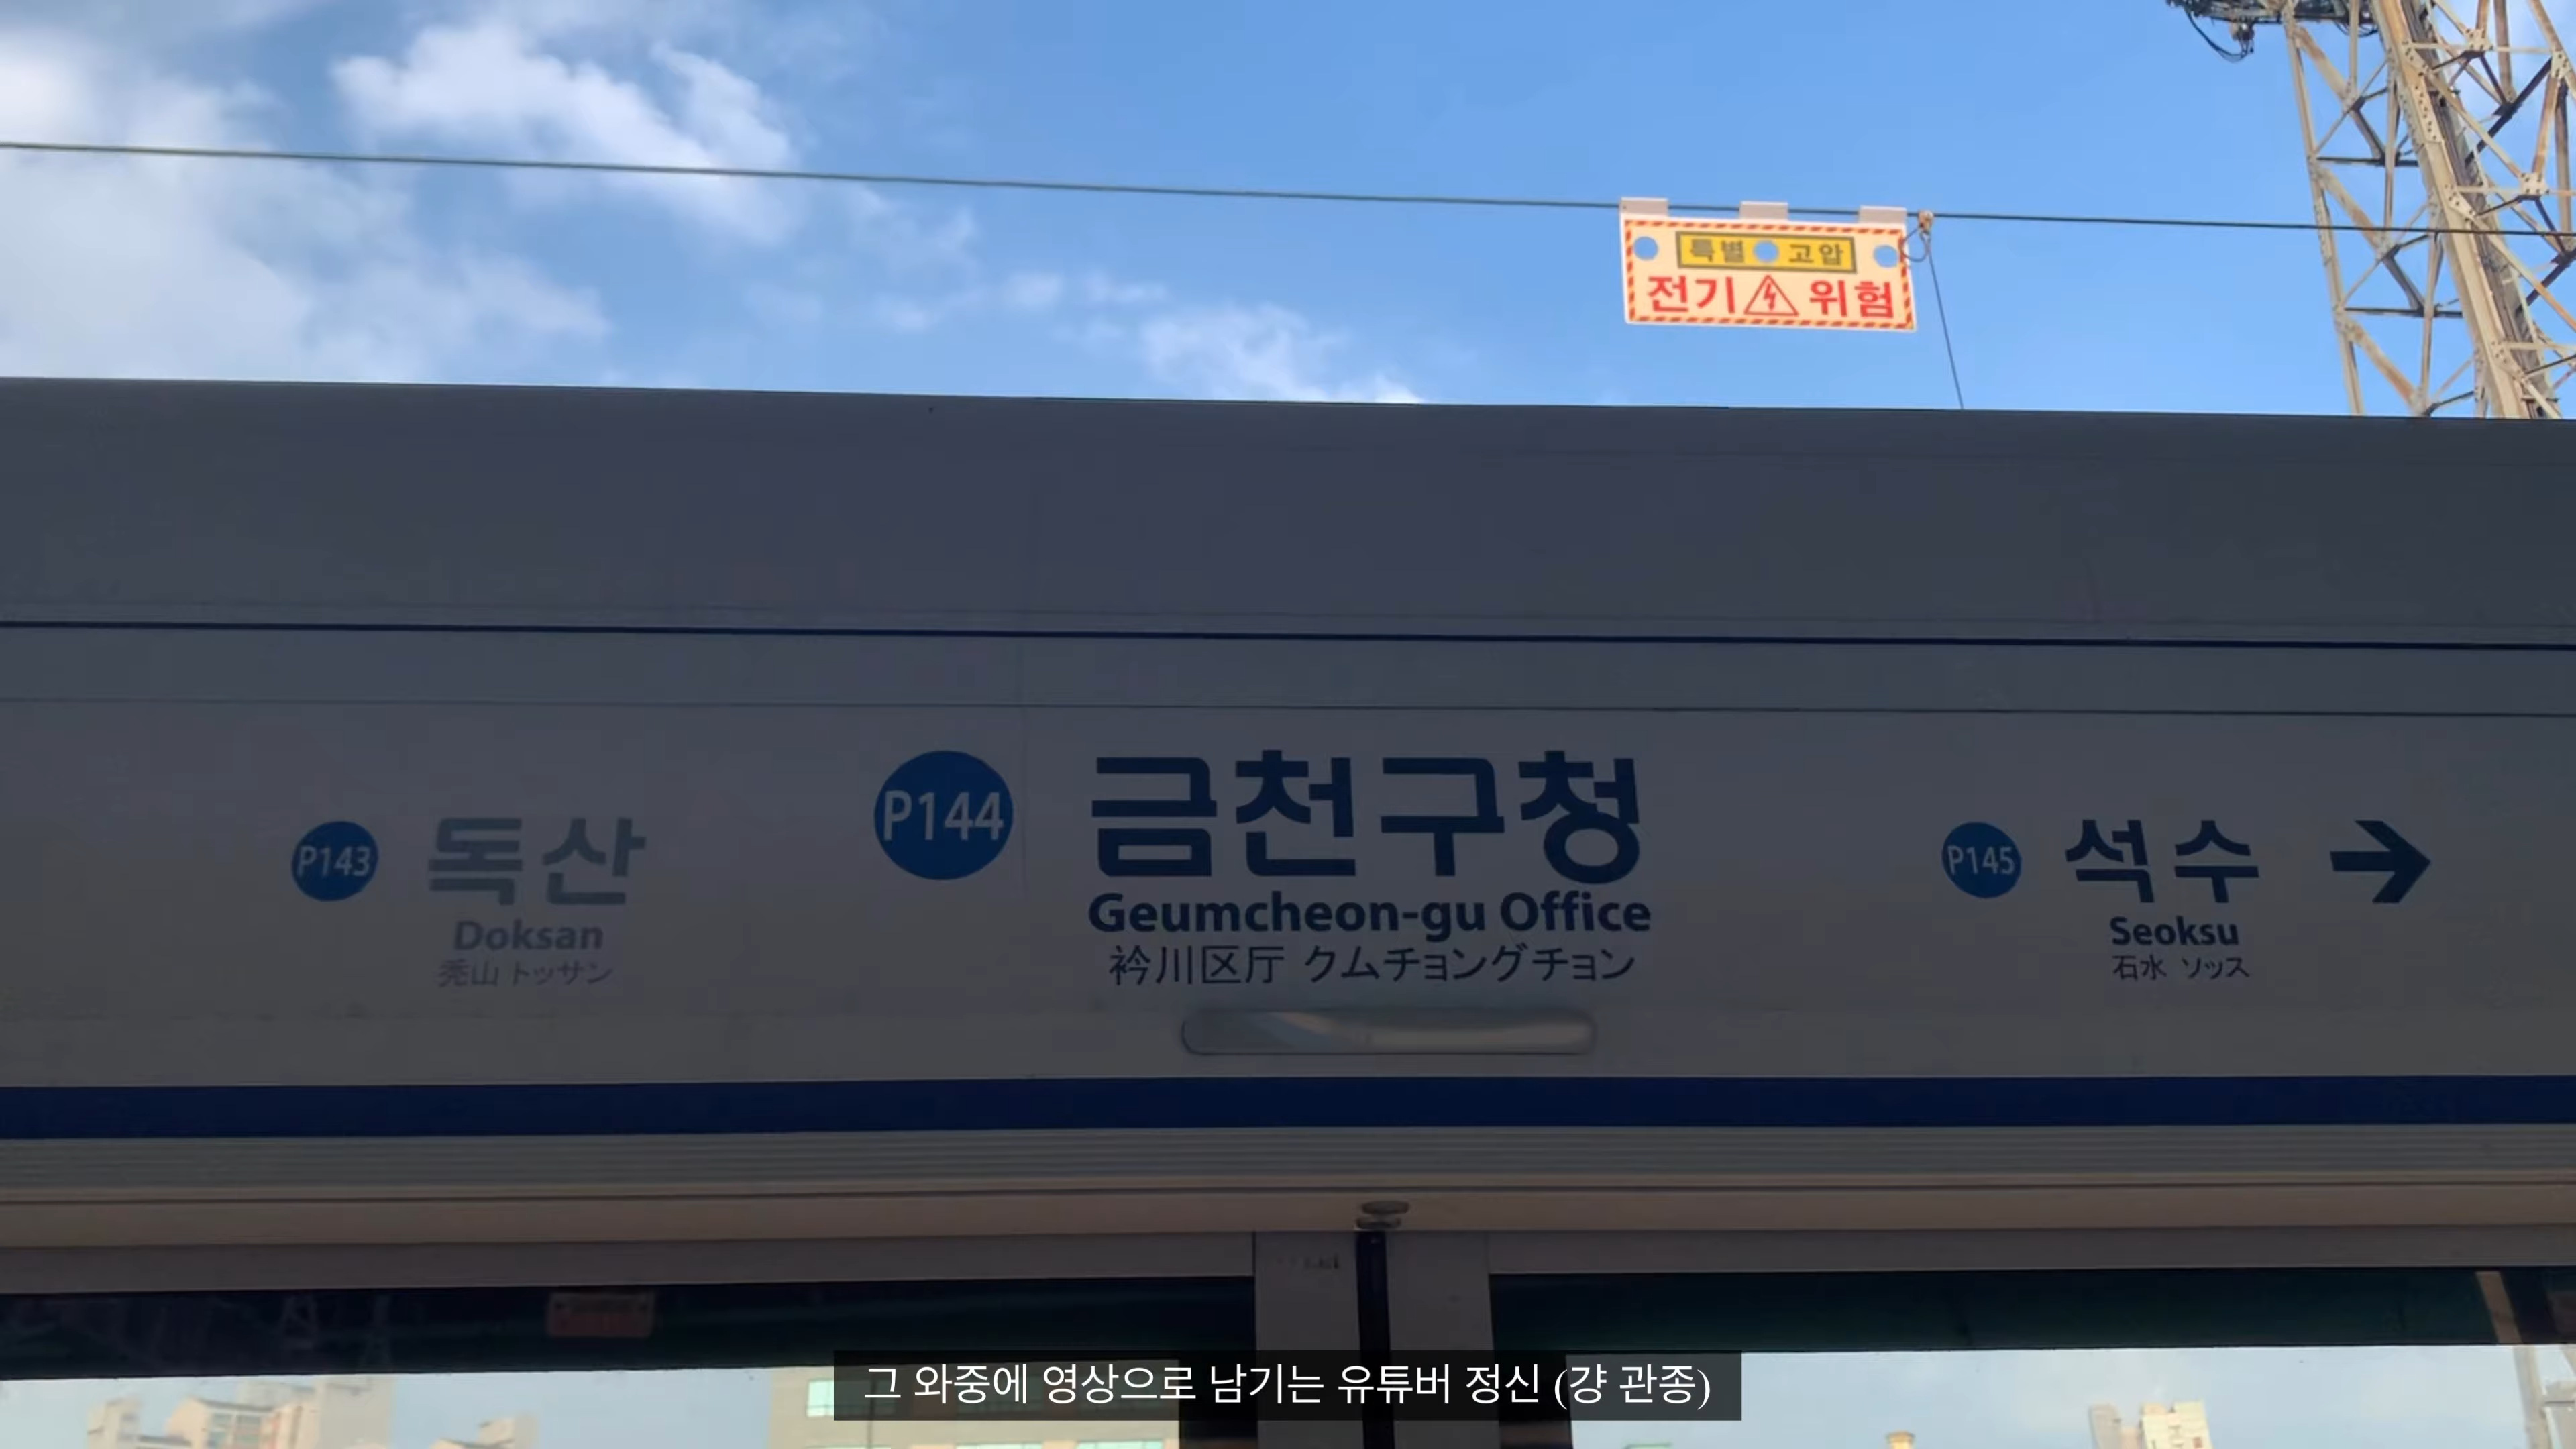 특별 고압
전기 위험
P143 독산
Doksan
禿山 トッサン
P144 금천구청
Geumcheon-gu Office
衿川区厅 クムチョングチョン
P145 석수 →
Seoksu
石水 ソッス
그 와중에 영상으로 남기는 유튜버 정신 (걍 관종)